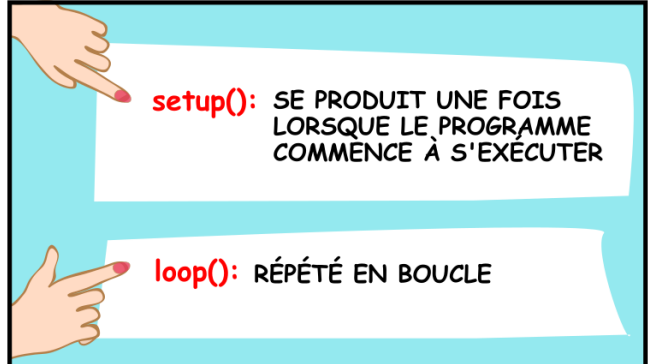 setup(): SE PRODUIT UNE FOIS
LORSQUE LE PROGRAMME
COMMENCE À S'EXÉCUTER
loop(): RÉPÉTÉ EN BOUCLE